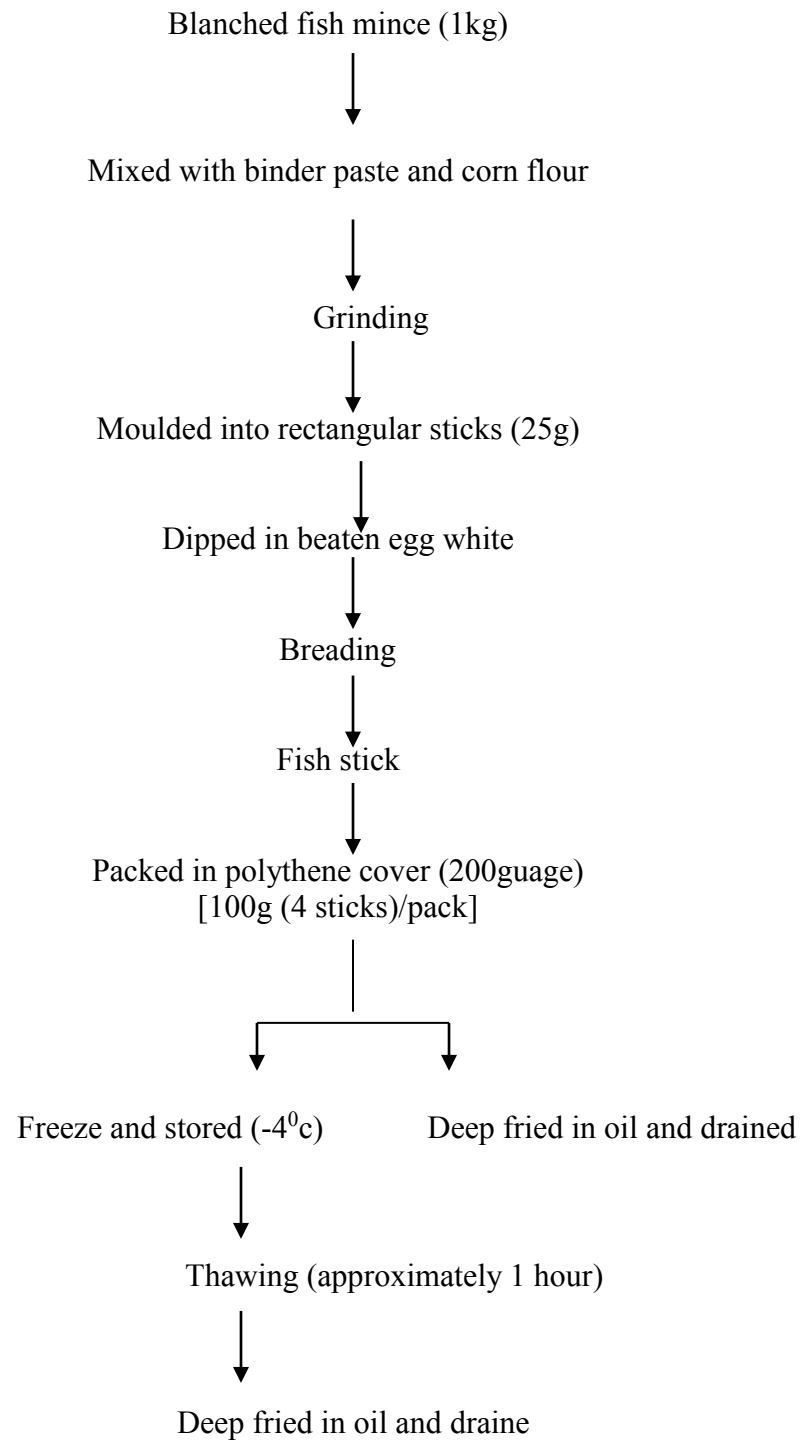 Blanched fish mince (1kg)
Mixed with binder paste and corn flour
Grinding
Moulded into rectangular sticks (25g)
Dipped in beaten egg white
Breading
Fish stick
Packed in polythene cover (200guage)
[100g (4 sticks)/pack]
Freeze and stored (-4⁰c)
Deep fried in oil and drained
Thawing (approximately 1 hour)
Deep fried in oil and draine